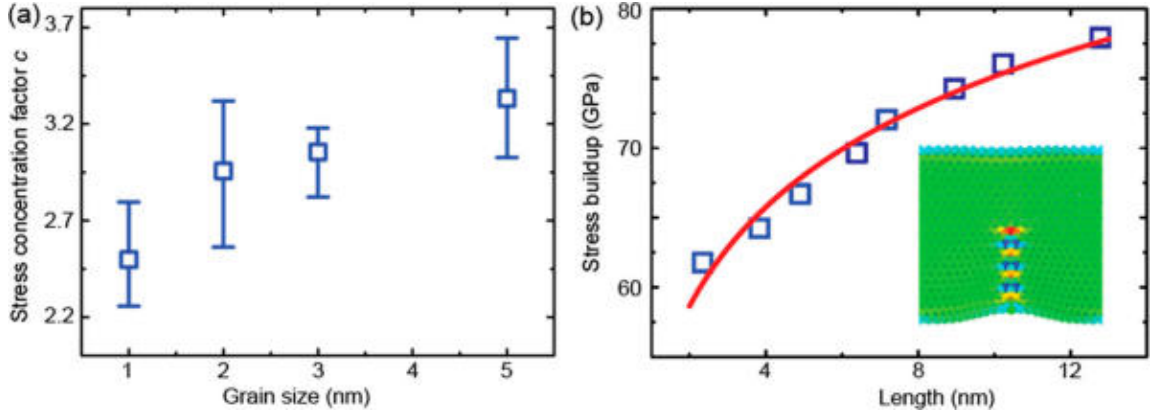 (a)
Stress concentration factor c
3.7
3.2
2.7
2.2
1
2
3
4
5
Grain size (nm)
(b)
Stress buildup (GPa)
80
70
60
4
8
12
Length (nm)